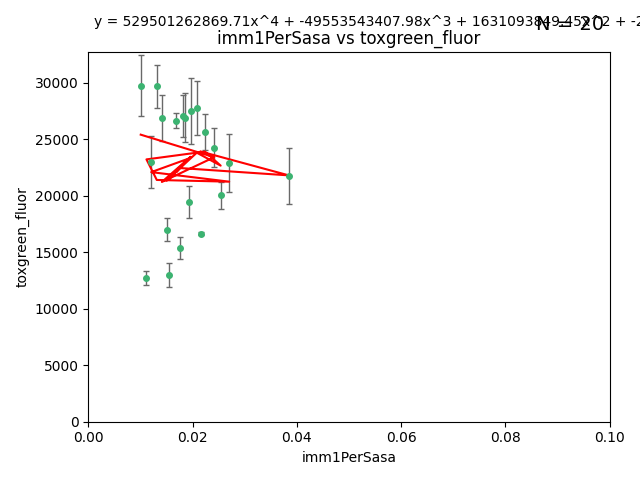 y = 529501262869.71x^4 + -49553543407.98x^3 + 1631093849.45x^2 + -2
N = 20
imm1PerSasa vs toxgreen_fluor
30000
25000
20000
15000
10000
5000
0
toxgreen_fluor
0.00 0.02 0.04 0.06 0.08 0.10
imm1PerSasa